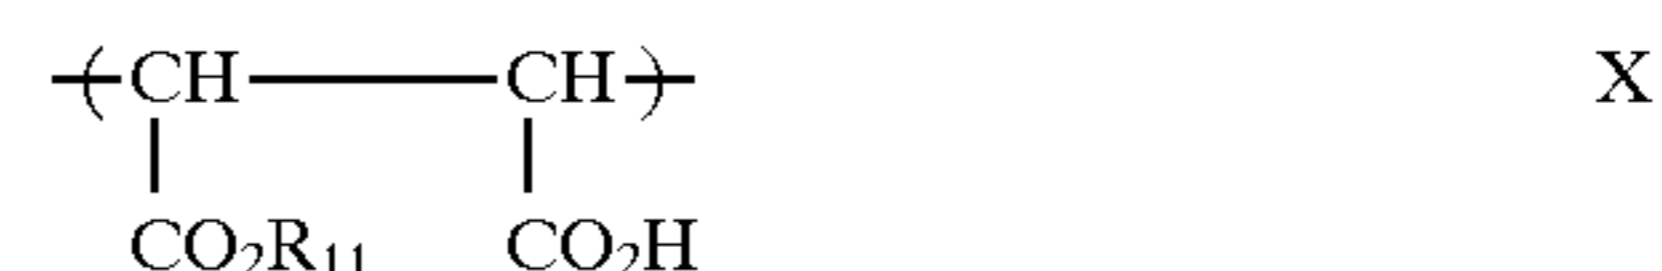 -(CH-CH)- X
CO₂R₁₁ CO₂H